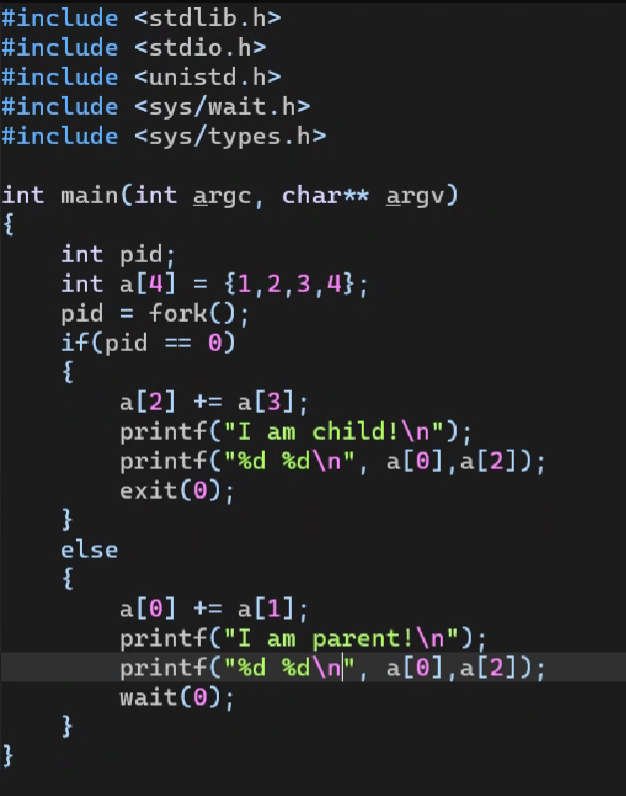 #include <stdlib.h>
#include <stdio.h>
#include <unistd.h>
#include <sys/wait.h>
#include <sys/types.h>

int main(int argc, char** argv)
{
    int pid;
    int a[4] = {1,2,3,4};
    pid = fork();
    if(pid == 0)
    {
        a[2] += a[3];
        printf("I am child!\n");
        printf("%d %d\n", a[0],a[2]);
        exit(0);
    }
    else
    {
        a[0] += a[1];
        printf("I am parent!\n");
        printf("%d %d\n", a[0],a[2]);
        wait(0);
    }
}